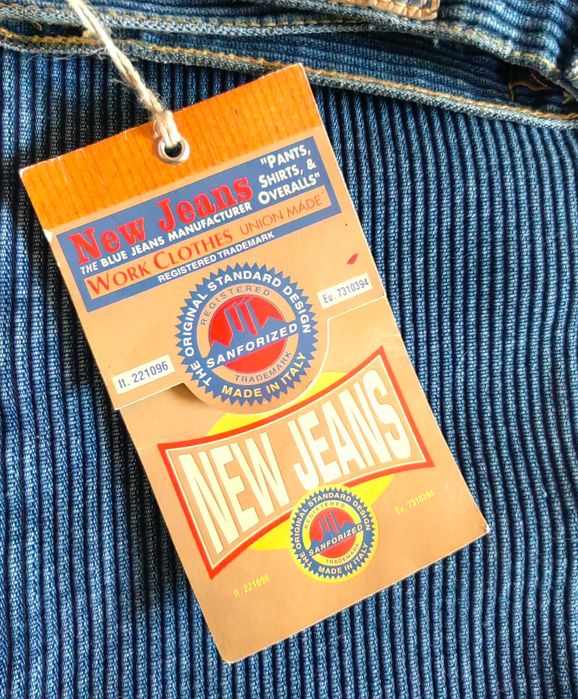 New Jeans
THE BLUE JEANS MANUFACTURER
"PANTS,
SHIRTS, &
OVERALLS"
WORK CLOTHES UNION MADE
REGISTERED TRADEMARK
THE ORIGINAL STANDARD DESIGN
REGISTERED
SANFORIZED
TRADEMARK
MADE IN ITALY
Il. 221096
Eu. 7310394
NEW JEANS
THE ORIGINAL STANDARD DESIGN
REGISTERED
SANFORIZED
TRADEMARK
MADE IN ITALY
Il. 221096
Eu. 7310394